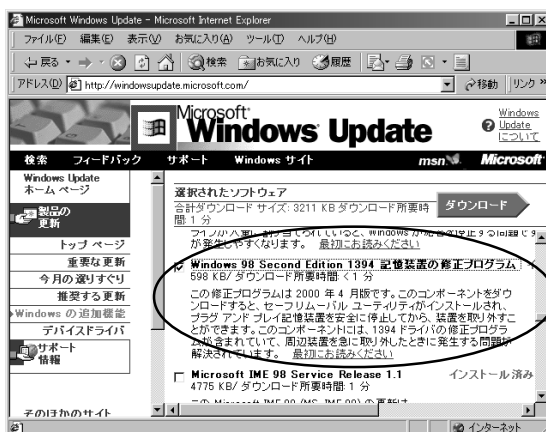 Microsoft Windows Update - Microsoft Internet Explorer
ファイル(F) 編集(E) 表示(V) お気に入り(A) ツール(T) ヘルプ(H)
戻る 検索 お気に入り 履歴
アドレス(D) http://windowsupdate.microsoft.com/ 移動 リンク »
Microsoft
Windows Update
Windows
Update
について
検索 フィードバック サポート Windows サイト msn Microsoft
Windows Update
ホーム ページ
製品の
更新
トップ ページ
重要な更新
今月の選りすぐり
推奨する更新
Windows の追加機能
デバイスドライバ
サポート
情報
そのほかのサイト
選択されたソフトウェア
合計ダウンロード サイズ: 3211 KB ダウンロード所要時
間: 1 分
ダウンロード
が発生しやすくなります。 最初にお読みください
Windows 98 Second Edition 1394 記憶装置の修正プログラム
598 KB/ ダウンロード所要時間: < 1 分
この修正プログラムは 2000 年 4 月版です。このコンポーネントをダウ
ンロードすると、セーフリムーバル ユーティリティがインストールされ、
プラグ アンド プレイ記憶装置を安全に停止してから、装置を取り外すこ
とができます。このコンポーネントには、1394 ドライバの修正プログラ
ムが含まれていて、周辺装置を急に取り外したときに発生する問題が
解決されています。 最初にお読みください
Microsoft IME 98 Service Release 1.1 インストール済み
4775 KB/ ダウンロード所要時間: 1 分
インターネット